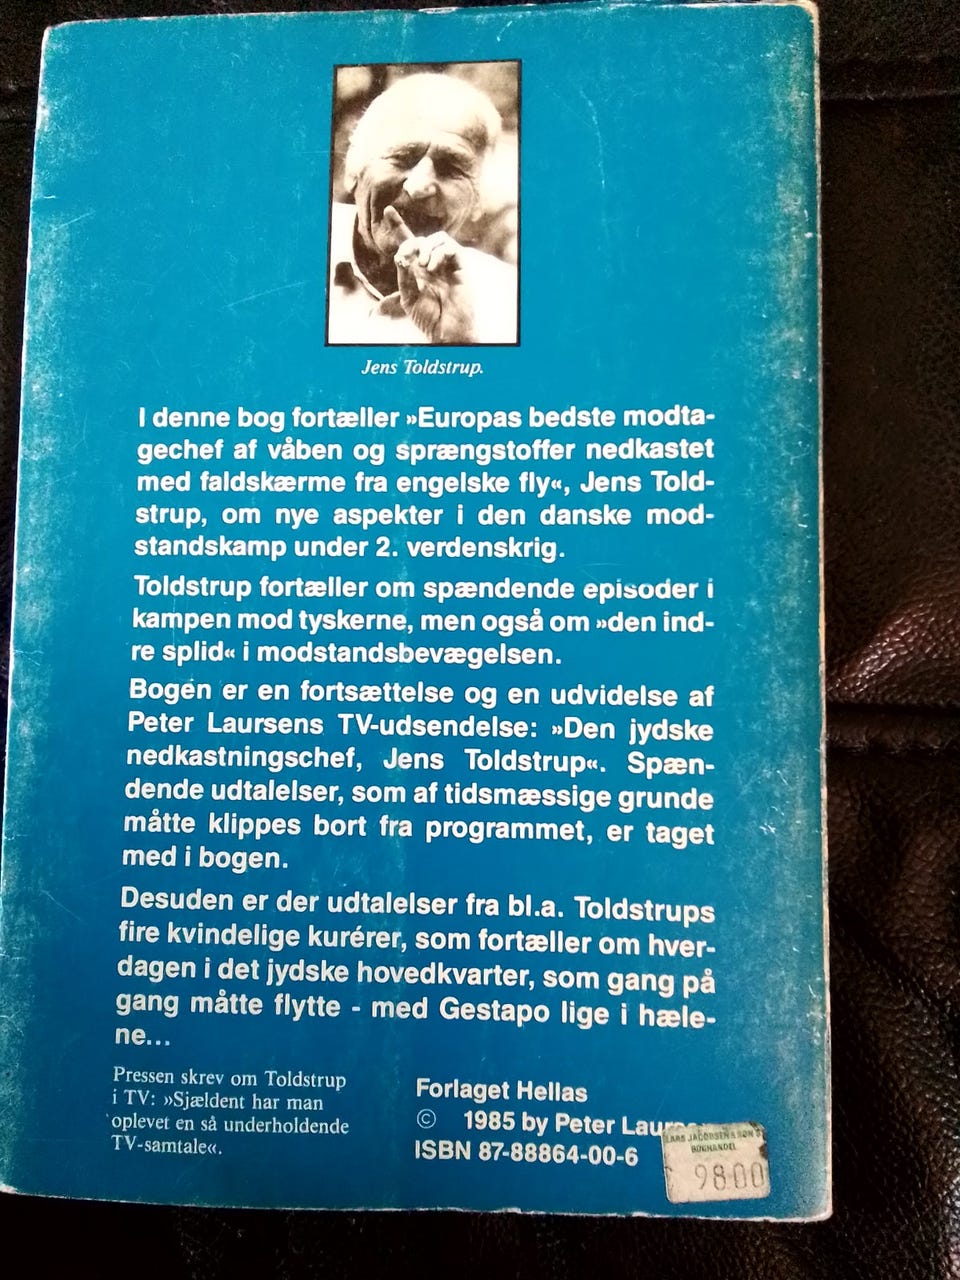 Jens Toldstrup.
I denne bog fortæller »Europas bedste modta-
gechef af våben og sprængstoffer nedkastet
med faldskærme fra engelske fly«, Jens Told-
strup, om nye aspekter i den danske mod-
standskamp under 2. verdenskrig.
Toldstrup fortæller om spændende episoder i
kampen mod tyskerne, men også om »den ind-
re splid« i modstandsbevægelsen.
Bogen er en fortsættelse og en udvidelse af
Peter Laursens TV-udsendelse: »Den jydske
nedkastningschef, Jens Toldstrup«. Spæn-
dende udtalelser, som af tidsmæssige grunde
måtte klippes bort fra programmet, er taget
med i bogen.
Desuden er der udtalelser fra bl.a. Toldstrups
fire kvindelige kurérer, som fortæller om hver-
dagen i det jydske hovedkvarter, som gang på
gang måtte flytte - med Gestapo lige i hæle-
ne...
Pressen skrev om Toldstrup
i TV: »Sjældent har man
oplevet en så underholdende
TV-samtale«.
Forlaget Hellas
© 1985 by Peter
ISBN 87-88864-00-6
LARS JACOBSEN & SØN'S
BOGHANDEL
98.00